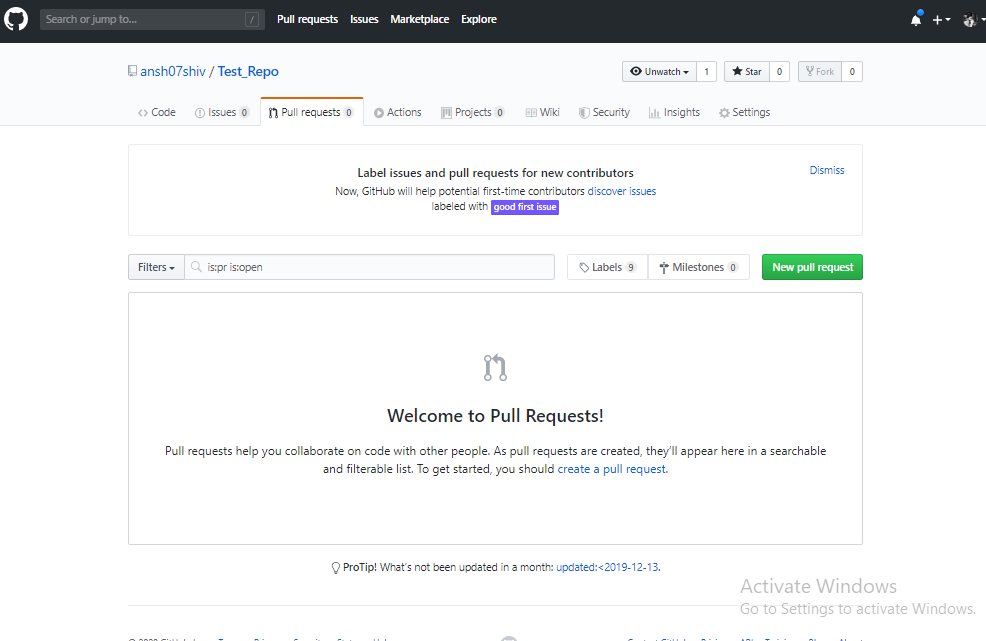 Search or jump to... /
Pull requests Issues Marketplace Explore
ansh07shiv / Test_Repo
Unwatch 1 Star 0 Fork 0
Code Issues 0 Pull requests 0 Actions Projects 0 Wiki Security Insights Settings
Label issues and pull requests for new contributors
Dismiss
Now, GitHub will help potential first-time contributors discover issues
labeled with good first issue
Filters is:pr is:open Labels 9 Milestones 0 New pull request
Welcome to Pull Requests!
Pull requests help you collaborate on code with other people. As pull requests are created, they'll appear here in a searchable
and filterable list. To get started, you should create a pull request.
ProTip! What's not been updated in a month: updated:<2019-12-13.
Activate Windows
Go to Settings to activate Windows.